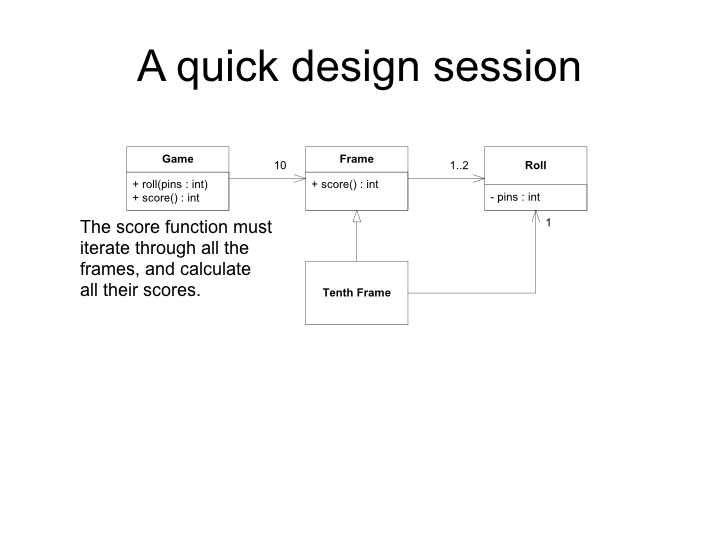 A quick design session
Game
10
Frame
1..2
Roll
+ roll(pins : int)
+ score() : int
+ score() : int
- pins : int
The score function must
iterate through all the
frames, and calculate
all their scores.
1
Tenth Frame